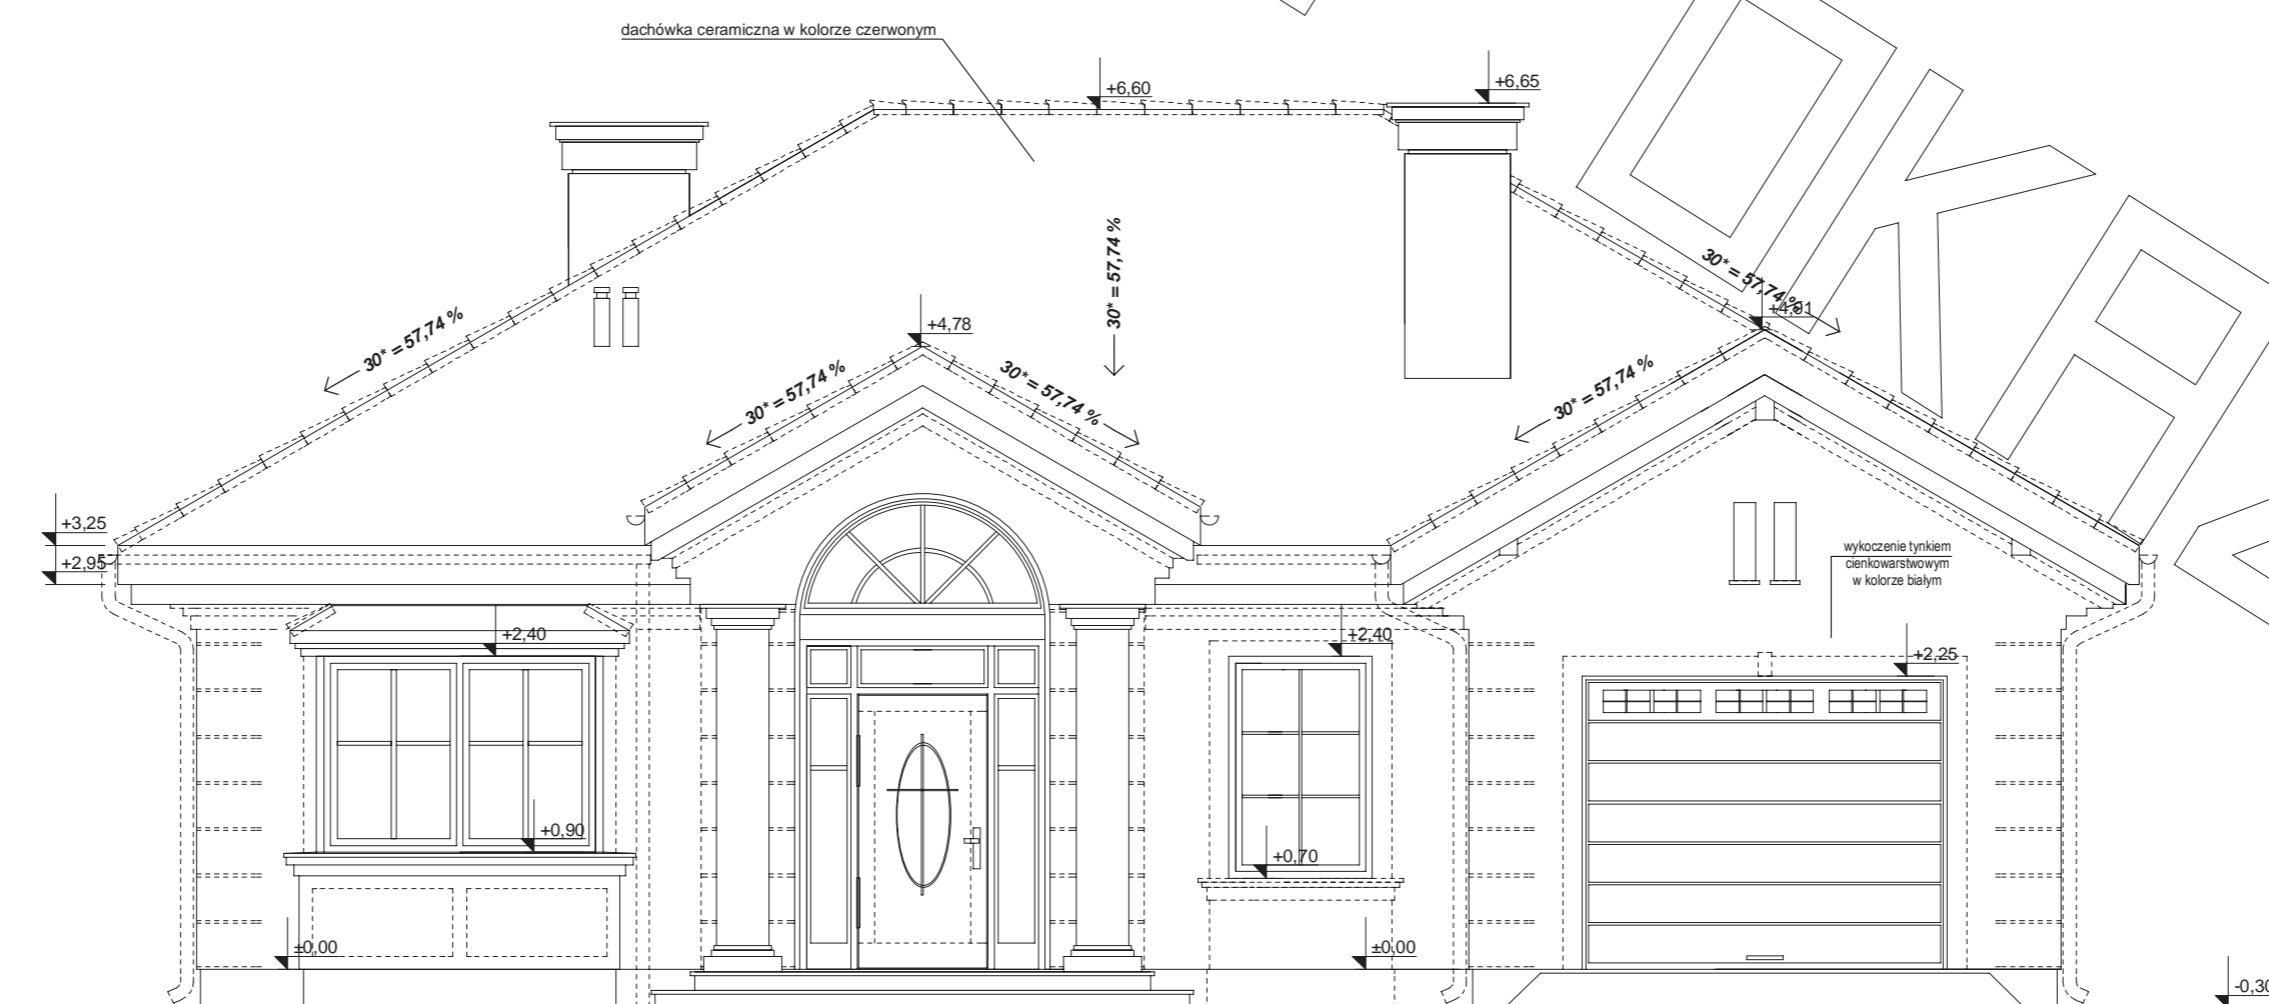 dachówka ceramiczna w kolorze czerwonym
+6,60
+6,65
30* = 57,74 %
30* = 57,74 %
30* = 57,74 %
+4,91
+4,78
30* = 57,74 %
30* = 57,74 %
30* = 57,74 %
+3,25
+2,95
wykoczenie tynkiem
cienkowarstwowym
w kolorze białym
+2,40
+2,40
+2,25
+0,90
+0,70
±0,00
±0,00
-0,30